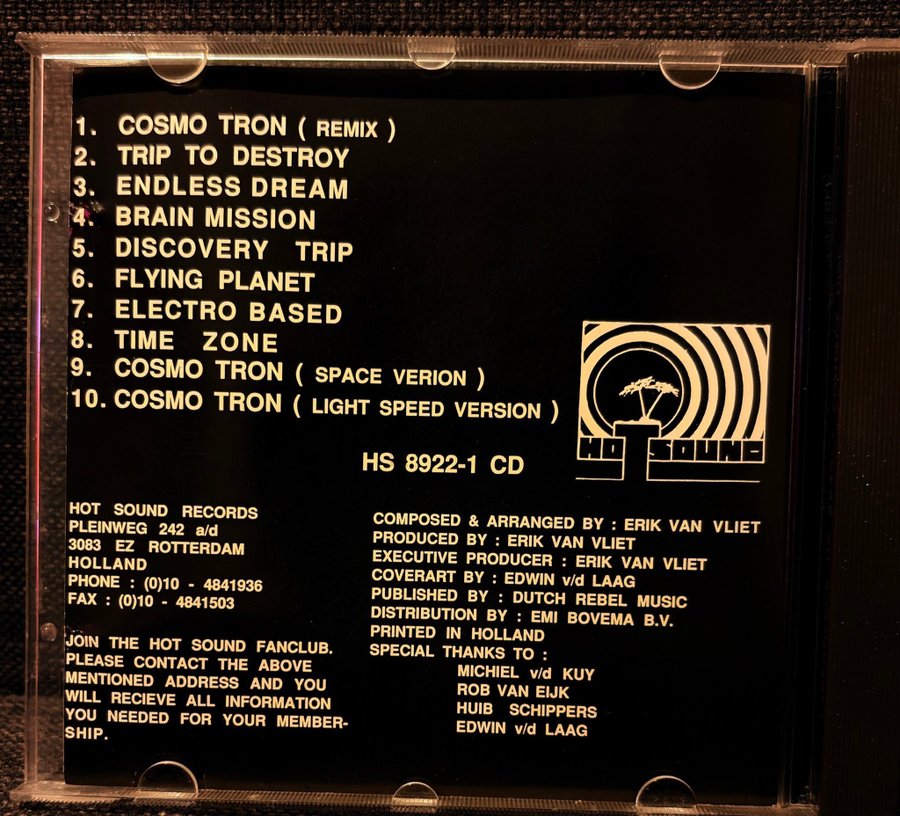 1. COSMO TRON ( REMIX )
2. TRIP TO DESTROY
3. ENDLESS DREAM
4. BRAIN MISSION
5. DISCOVERY TRIP
6. FLYING PLANET
7. ELECTRO BASED
8. TIME ZONE
9. COSMO TRON ( SPACE VERION )
10. COSMO TRON ( LIGHT SPEED VERSION )
HO SOUND
HS 8922-1 CD
HOT SOUND RECORDS
PLEINWEG 242 a/d
3083 EZ ROTTERDAM
HOLLAND
PHONE : (0)10 - 4841936
FAX : (0)10 - 4841503
JOIN THE HOT SOUND FANCLUB.
PLEASE CONTACT THE ABOVE
MENTIONED ADDRESS AND YOU
WILL RECIEVE ALL INFORMATION
YOU NEEDED FOR YOUR MEMBER-
SHIP.
COMPOSED & ARRANGED BY : ERIK VAN VLIET
PRODUCED BY : ERIK VAN VLIET
EXECUTIVE PRODUCER : ERIK VAN VLIET
COVERART BY : EDWIN v/d LAAG
PUBLISHED BY : DUTCH REBEL MUSIC
DISTRIBUTION BY : EMI BOVEMA B.V.
PRINTED IN HOLLAND
SPECIAL THANKS TO :
MICHIEL v/d KUY
ROB VAN EIJK
HUIB SCHIPPERS
EDWIN v/d LAAG